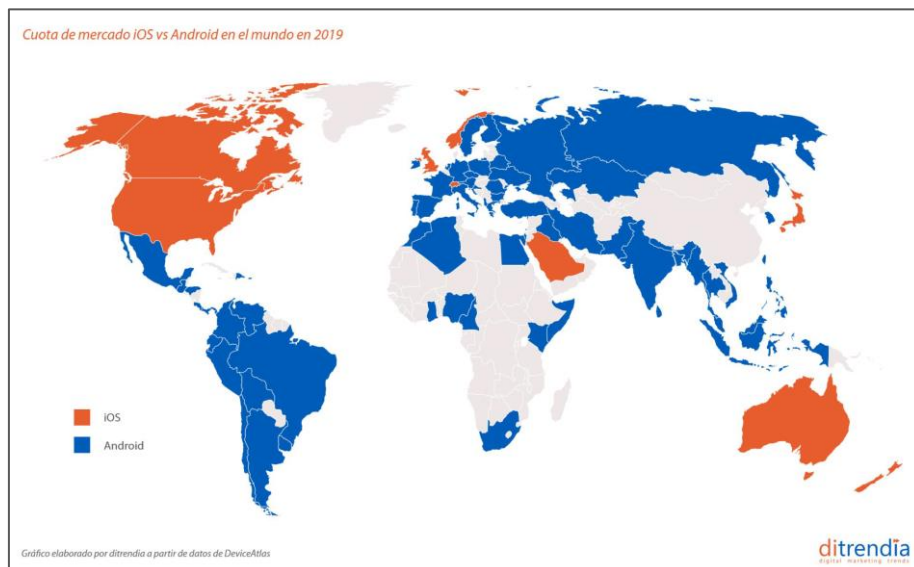 Cuota de mercado iOS vs Android en el mundo en 2019
iOS
Android
Gráfico elaborado por ditrendia a partir de datos de DeviceAtlas
ditrendia
digital marketing trends